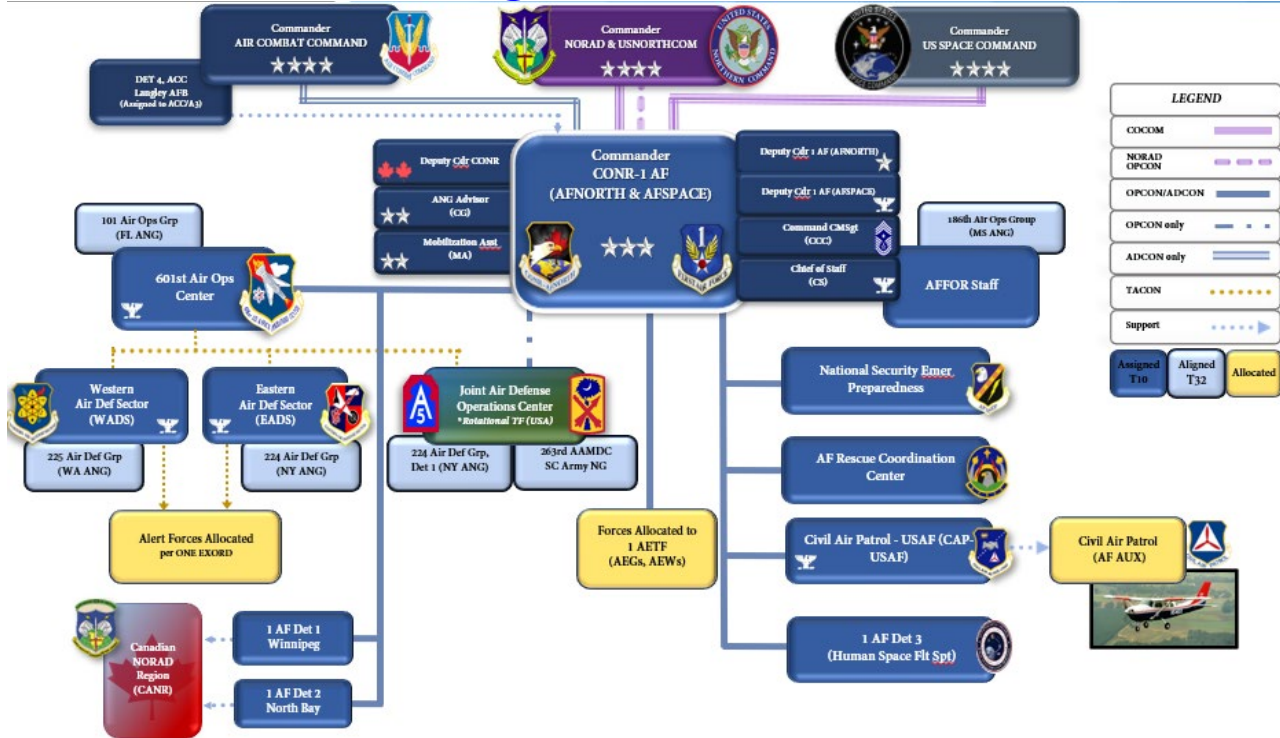 Commander
AIR COMBAT COMMAND
Commander
NORAD & USNORTHCOM
Commander
US SPACE COMMAND
DET 4, ACC
Langley AFB
(Assigned to ACC/A3)
LEGEND
COCOM
NORAD
OPCON
OPCON/ADCON
OPCON only
ADCON only
TACON
Support
Assigned
T10
Aligned
T32
Allocated
Deputy Cdr CONR
ANG Advisor
(CG)
Mobilization Asst
(MA)
Commander
CONR-1 AF
(AFNORTH & AFSPACE)
1
Deputy Cdr 1 AF (AFNORTH)
Deputy Cdr 1 AF (AFSPACE)
Command CMSgt
(CCC)
Chief of Staff
(CS)
186th Air Ops Group
(MS ANG)
AFFOR Staff
101 Air Ops Grp
(FL ANG)
601st Air Ops
Center
Western
Air Def Sector
(WADS)
225 Air Def Grp
(WA ANG)
Eastern
Air Def Sector
(EADS)
224 Air Def Grp
(NY ANG)
A
5
Joint Air Defense
Operations Center
*Rotational TF (USA)
224 Air Def Grp,
Det 1 (NY ANG)
263rd AAMDC
SC Army NG
Alert Forces Allocated
per ONE EXORD
Forces Allocated to
1 AETF
(AEGs, AEWs)
National Security Emer
Preparedness
AF Rescue Coordination
Center
Civil Air Patrol - USAF (CAP-
USAF)
Civil Air Patrol
(AF AUX)
1 AF Det 3
(Human Space Flt Spt)
Canadian
NORAD
Region
(CANR)
1 AF Det 1
Winnipeg
1 AF Det 2
North Bay